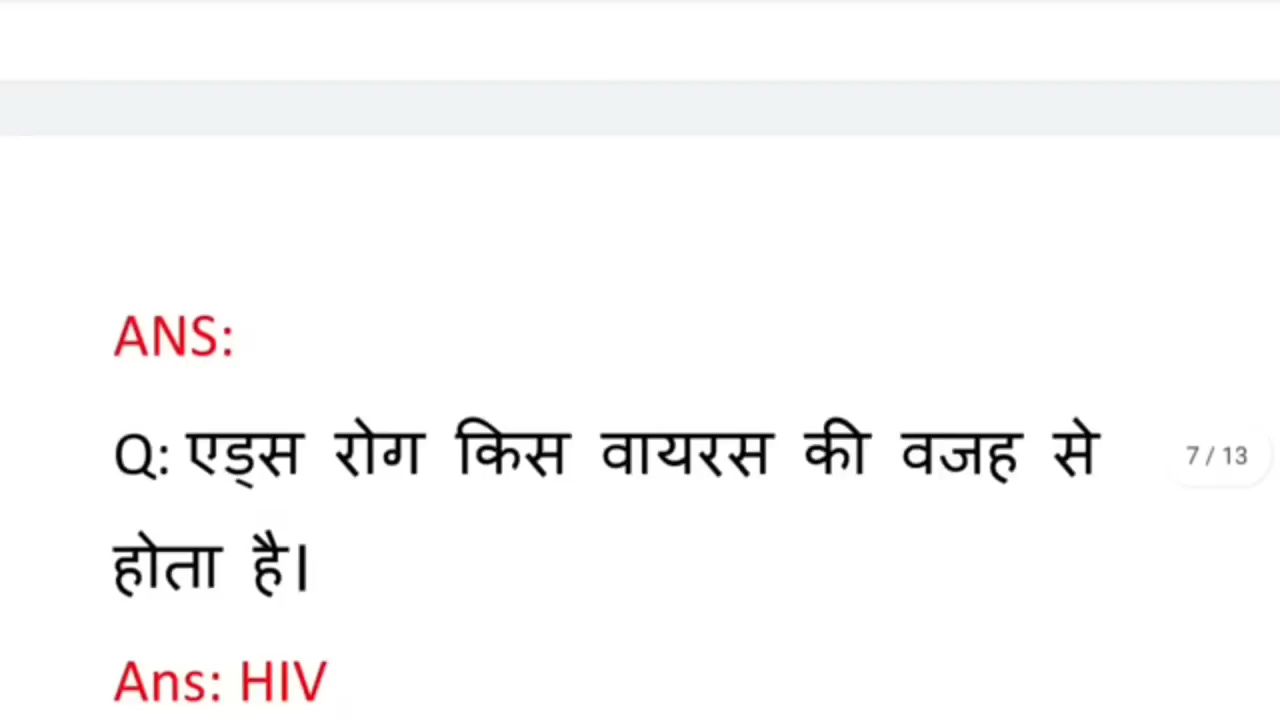 ANS:
Q: एड्स रोग किस वायरस की वजह से
7 / 13
होता है।
Ans: HIV